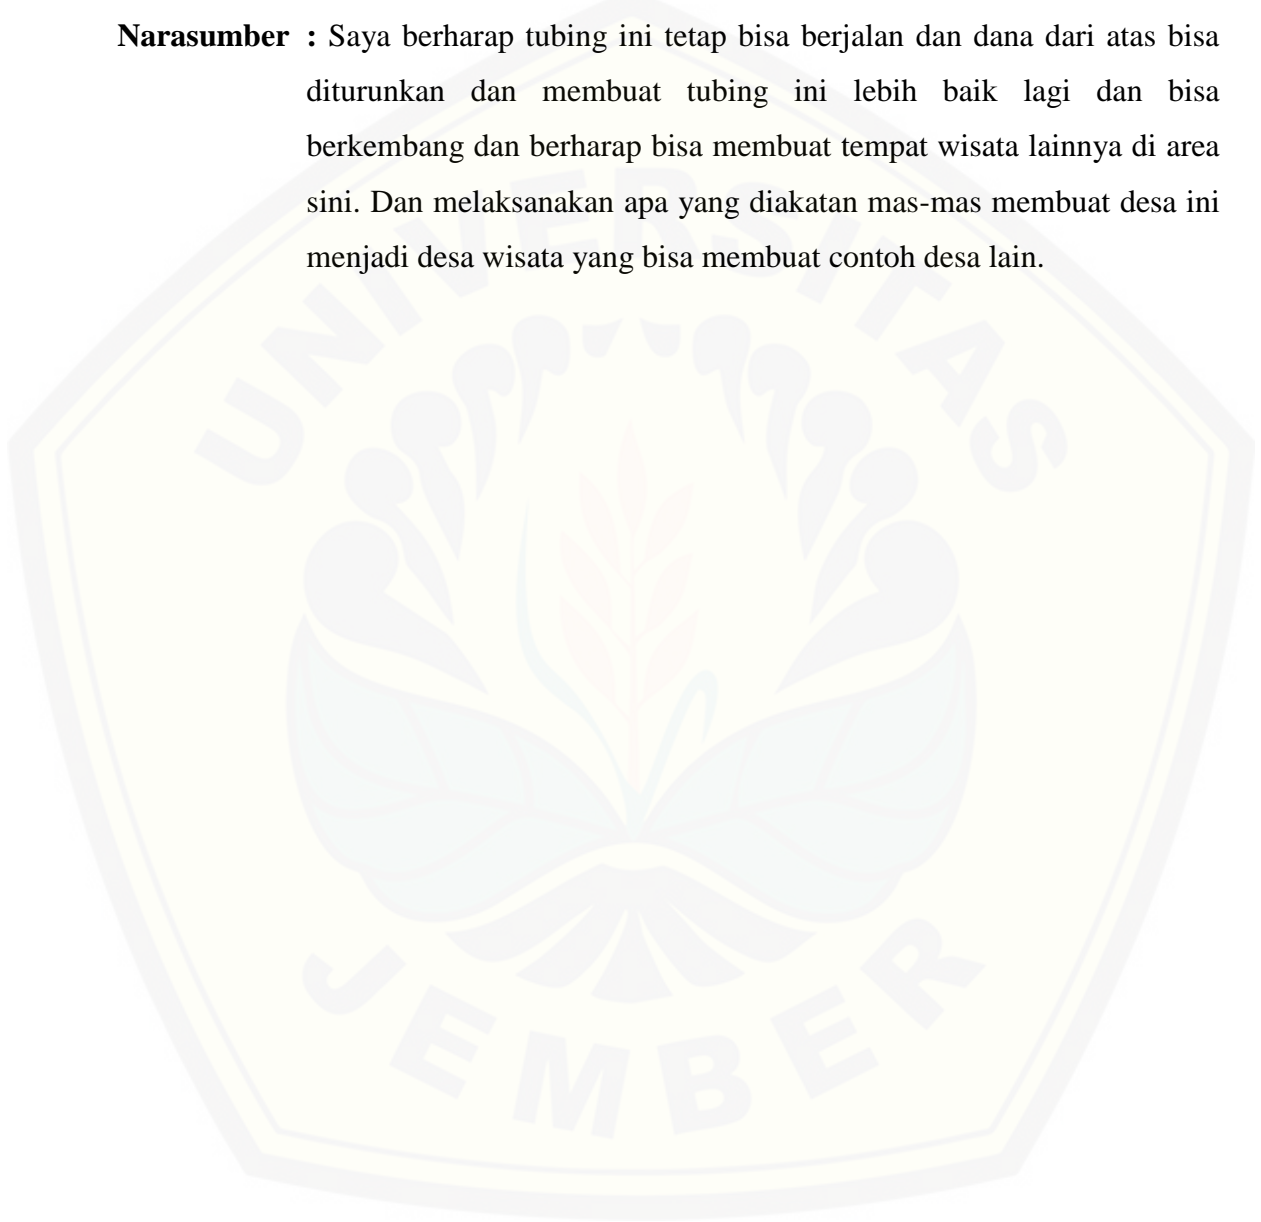 Narasumber : Saya berharap tubing ini tetap bisa berjalan dan dana dari atas bisa
diturunkan dan membuat tubing ini lebih baik lagi dan bisa
berkembang dan berharap bisa membuat tempat wisata lainnya di area
sini. Dan melaksanakan apa yang diakatan mas-mas membuat desa ini
menjadi desa wisata yang bisa membuat contoh desa lain.
UNIVERSITAS
JEMBER